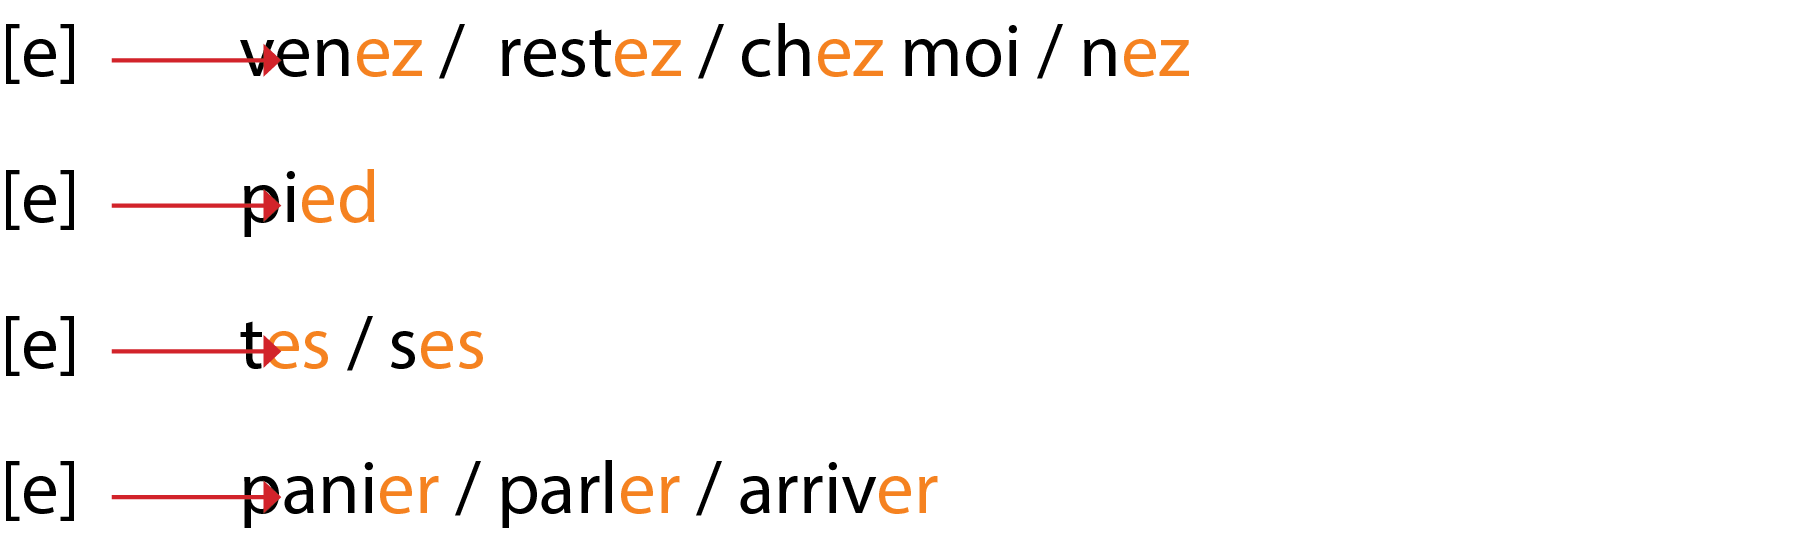 [e] venez / restez / chez moi / nez
[e] pied
[e] tes / ses
[e] panier / parler / arriver